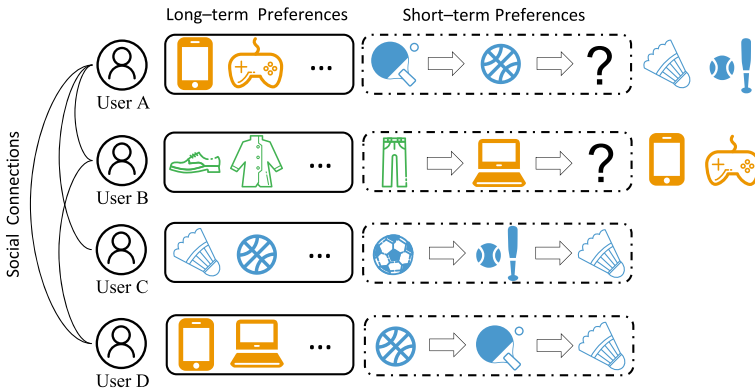 Long–term Preferences
Short–term Preferences
Social Connections
User A
... 
?
User B
...
?
User C
...
User D
...